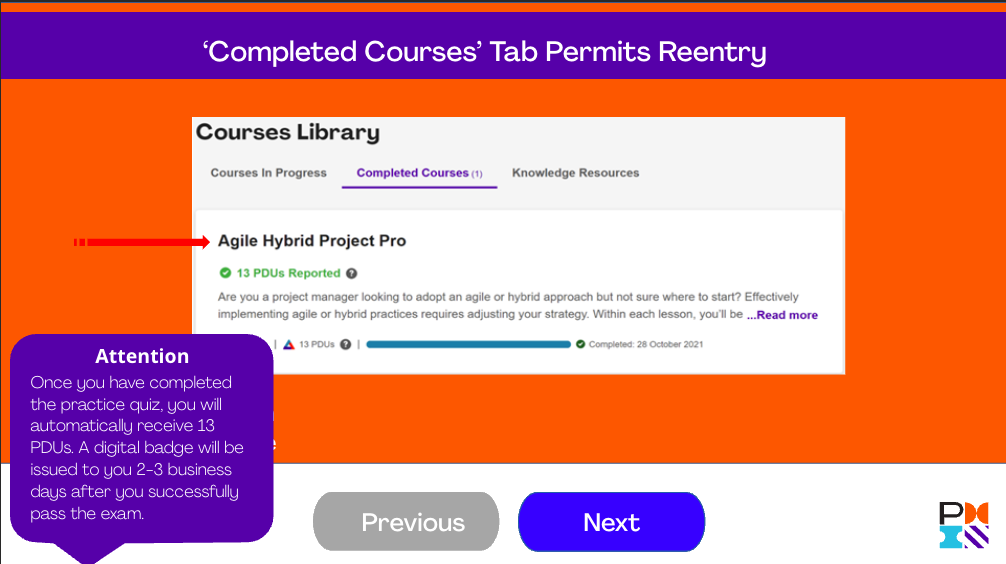 ‘Completed Courses’ Tab Permits Reentry
Courses Library
Courses In Progress Completed Courses (1) Knowledge Resources
Agile Hybrid Project Pro
13 PDUs Reported ?
Are you a project manager looking to adopt an agile or hybrid approach but not sure where to start? Effectively
implementing agile or hybrid practices requires adjusting your strategy. Within each lesson, you'll be ...Read more
| 13 PDUs ? | Completed: 28 October 2021
Attention
Once you have completed
the practice quiz, you will
automatically receive 13
PDUs. A digital badge will be
issued to you 2-3 business
days after you successfully
pass the exam.
Previous Next
P